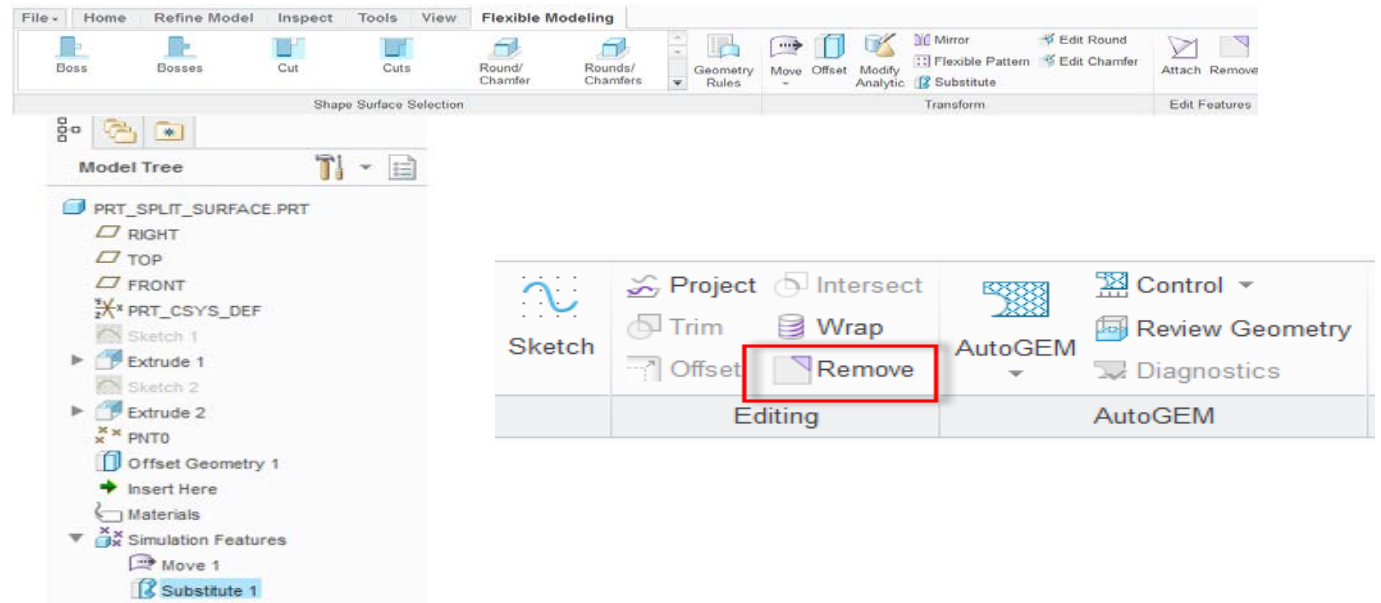 File Home Refine Model Inspect Tools View Flexible Modeling
Boss Bosses Cut Cuts Round/ Chamfer Rounds/ Chamfers Geometry Rules Move Offset Modify Analytic Mirror Flexible Pattern Substitute Edit Round Edit Chamfer Attach Remove
Shape Surface Selection Transform Edit Features
Model Tree
PRT_SPLIT_SURFACE.PRT
RIGHT
TOP
FRONT
PRT_CSYS_DEF
Sketch 1
Extrude 1
Sketch 2
Extrude 2
PNT0
Offset Geometry 1
Insert Here
Materials
Simulation Features
Move 1
Substitute 1
Sketch
Project Intersect
Trim Wrap
Offset Remove
Editing
AutoGEM
Control
Review Geometry
Diagnostics
AutoGEM